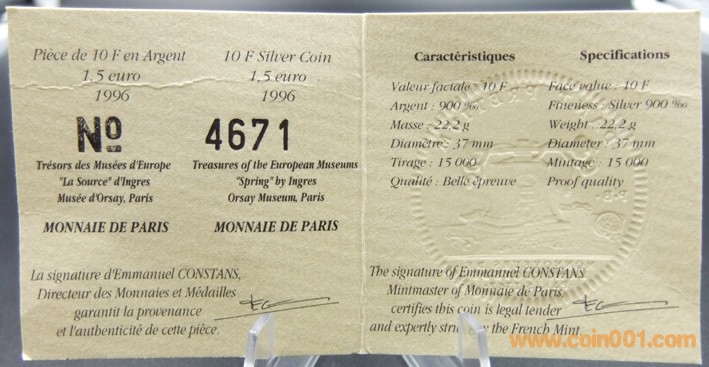 Pièce de 10 F en Argent
1,5 euro
1996
10 F Silver Coin
1,5 euro
1996
Nº 4671
Trésors des Musées d'Europe
"La Source" d'Ingres
Musée d'Orsay, Paris
Treasures of the European Museums
"Spring" by Ingres
Orsay Museum, Paris
MONNAIE DE PARIS
MONNAIE DE PARIS
La signature d'Emmanuel CONSTANS,
Directeur des Monnaies et Médailles
garantit la provenance
et l'authenticité de cette pièce.
Caractéristiques
Valeur faciale : 10 F
Argent : 900 ‰
Masse : 22,2 g
Diamètre : 37 mm
Tirage : 15 000
Qualité : Belle épreuve
Specifications
Face value : 10 F
Fineness : Silver 900 ‰
Weight : 22,2 g
Diameter : 37 mm
Mintage : 15 000
Proof quality
The signature of Emmanuel CONSTANS
Mintmaster of Monnaie de Paris
certifies this coin is legal tender
and expertly struck by the French Mint
www.coin001.com